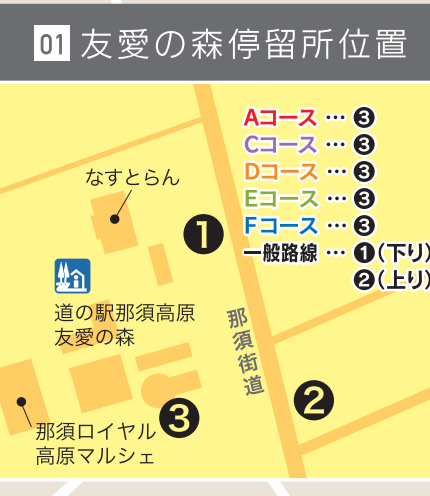 01 友愛の森停留所位置
Aコース … ❸
Cコース … ❸
Dコース … ❸
Eコース … ❸
Fコース … ❸
一般路線 … ❶(下り)
❷(上り)
なすとらん
❶
道の駅那須高原
友愛の森
那須街道
❷
❸
那須ロイヤル
高原マルシェ